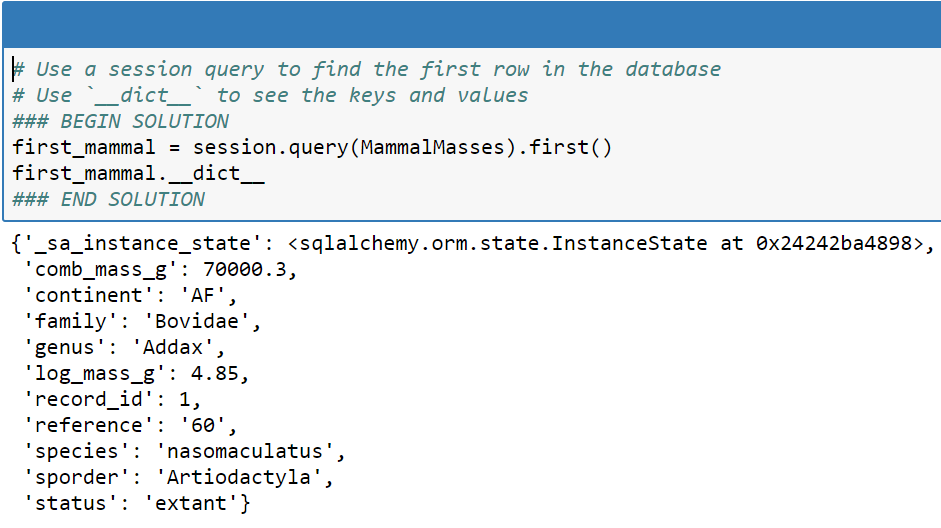 # Use a session query to find the first row in the database
# Use `__dict__` to see the keys and values
### BEGIN SOLUTION
first_mammal = session.query(MammalMasses).first()
first_mammal.__dict__
### END SOLUTION
{'_sa_instance_state': <sqlalchemy.orm.state.InstanceState at 0x24242ba4898>,
 'comb_mass_g': 70000.3,
 'continent': 'AF',
 'family': 'Bovidae',
 'genus': 'Addax',
 'log_mass_g': 4.85,
 'record_id': 1,
 'reference': '60',
 'species': 'nasomaculatus',
 'sporder': 'Artiodactyla',
 'status': 'extant'}